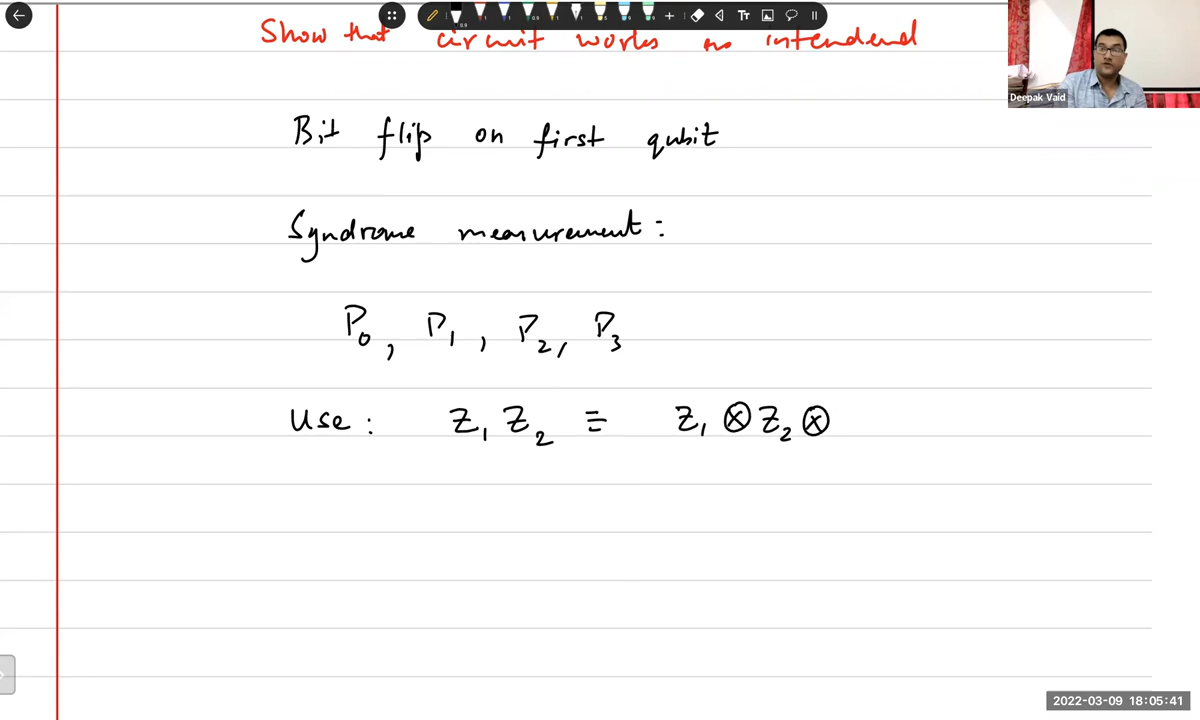 Show that circuit works as intendend
Deepak Vaid
Bit flip on first qubit
Syndrome measurement:
P₀, P₁, P₂, P₃
Use: Z₁ Z₂ ≡ Z₁ ⊗ Z₂ ⊗
2022-03-09 18:05:41